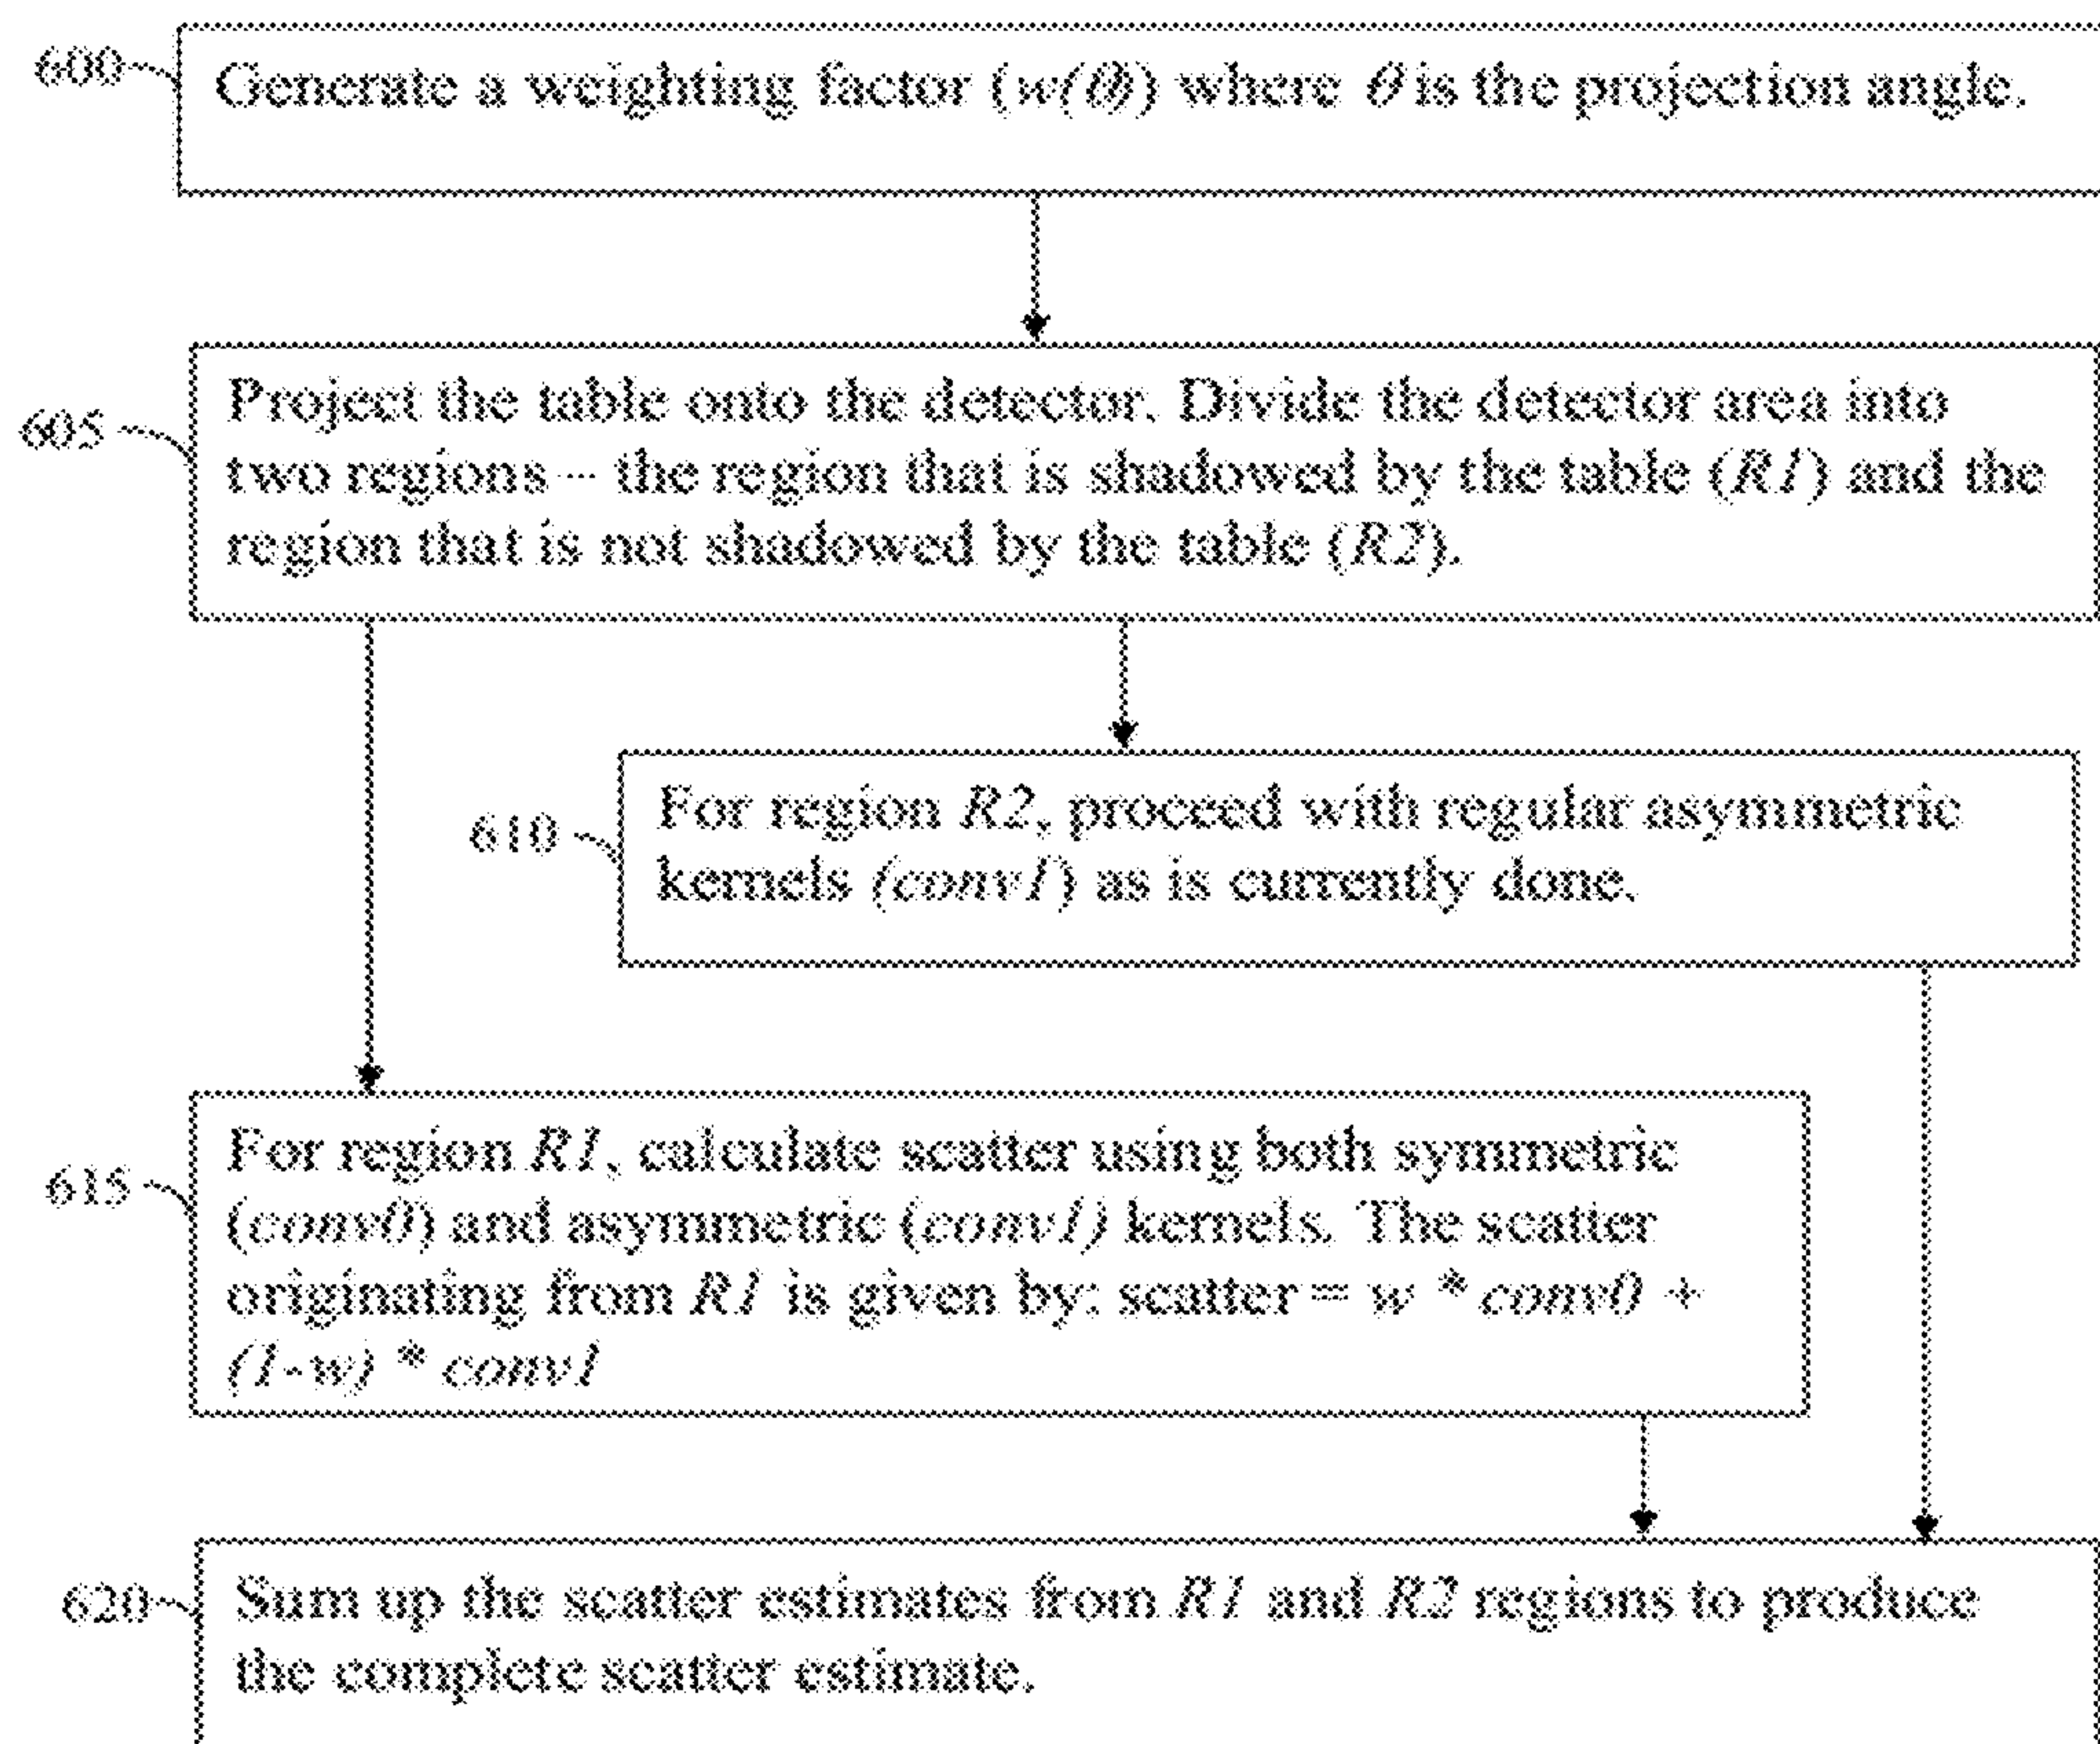 600
Generate a weighting factor (w(θ)) where θ is the projection angle.
605
Project the table onto the detector. Divide the detector area into
two regions – the region that is shadowed by the table (R1) and the
region that is not shadowed by the table (R2).
610
For region R2, proceed with regular asymmetric
kernels (conv1) as is currently done.
615
For region R1, calculate scatter using both symmetric
(conv0) and asymmetric (conv1) kernels. The scatter
originating from R1 is given by: scatter = w * conv0 +
(1-w) * conv1
620
Sum up the scatter estimates from R1 and R2 regions to produce
the complete scatter estimate.